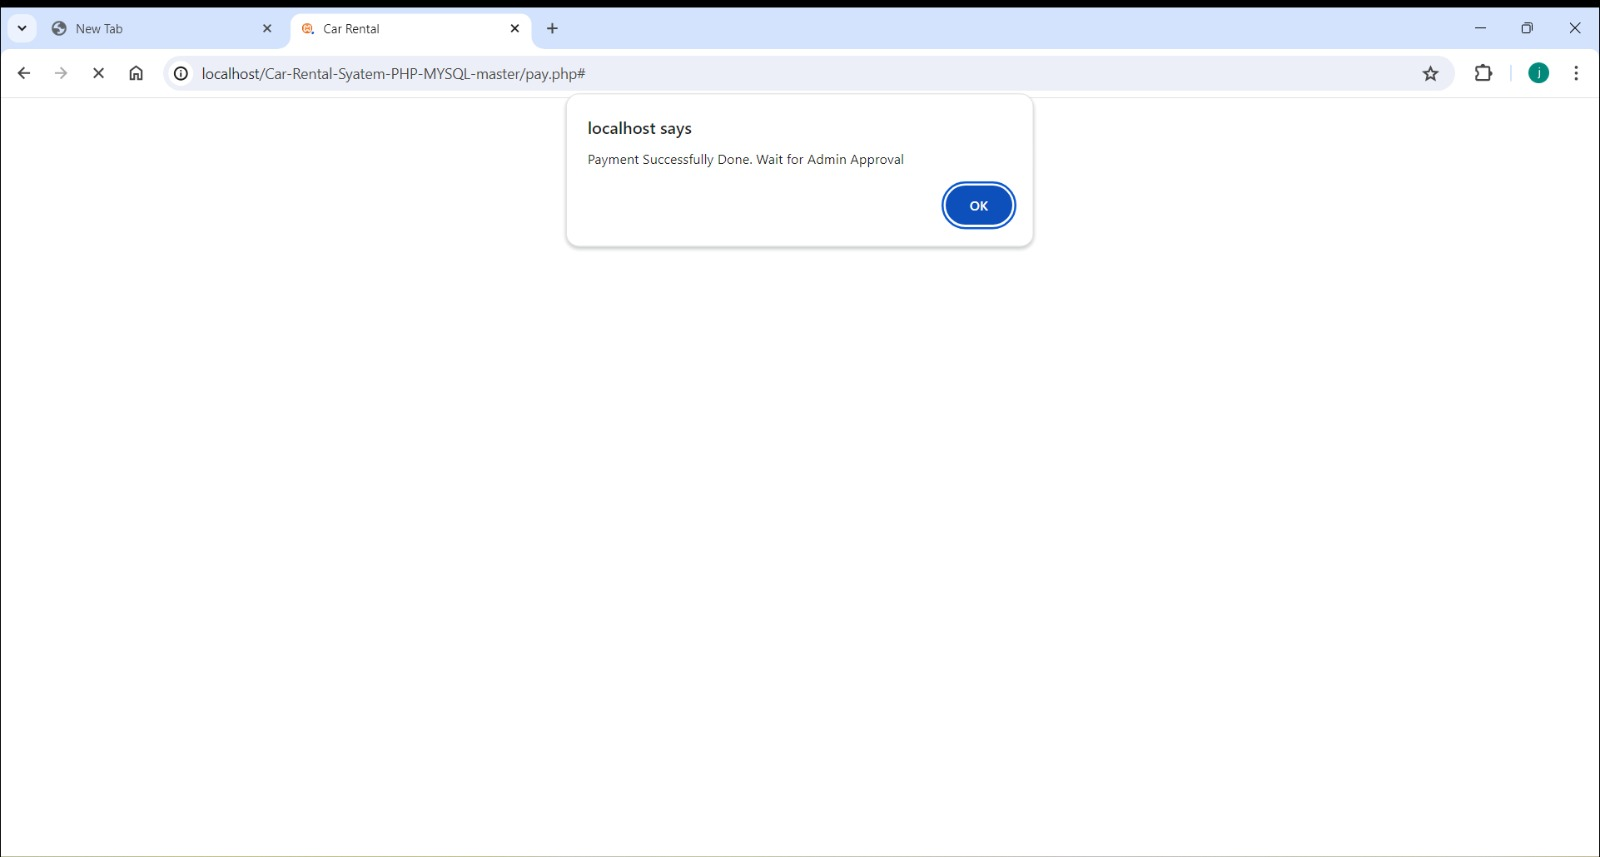 New Tab
Car Rental
localhost/Car-Rental-Syatem-PHP-MYSQL-master/pay.php#
j
localhost says
Payment Successfully Done. Wait for Admin Approval
OK